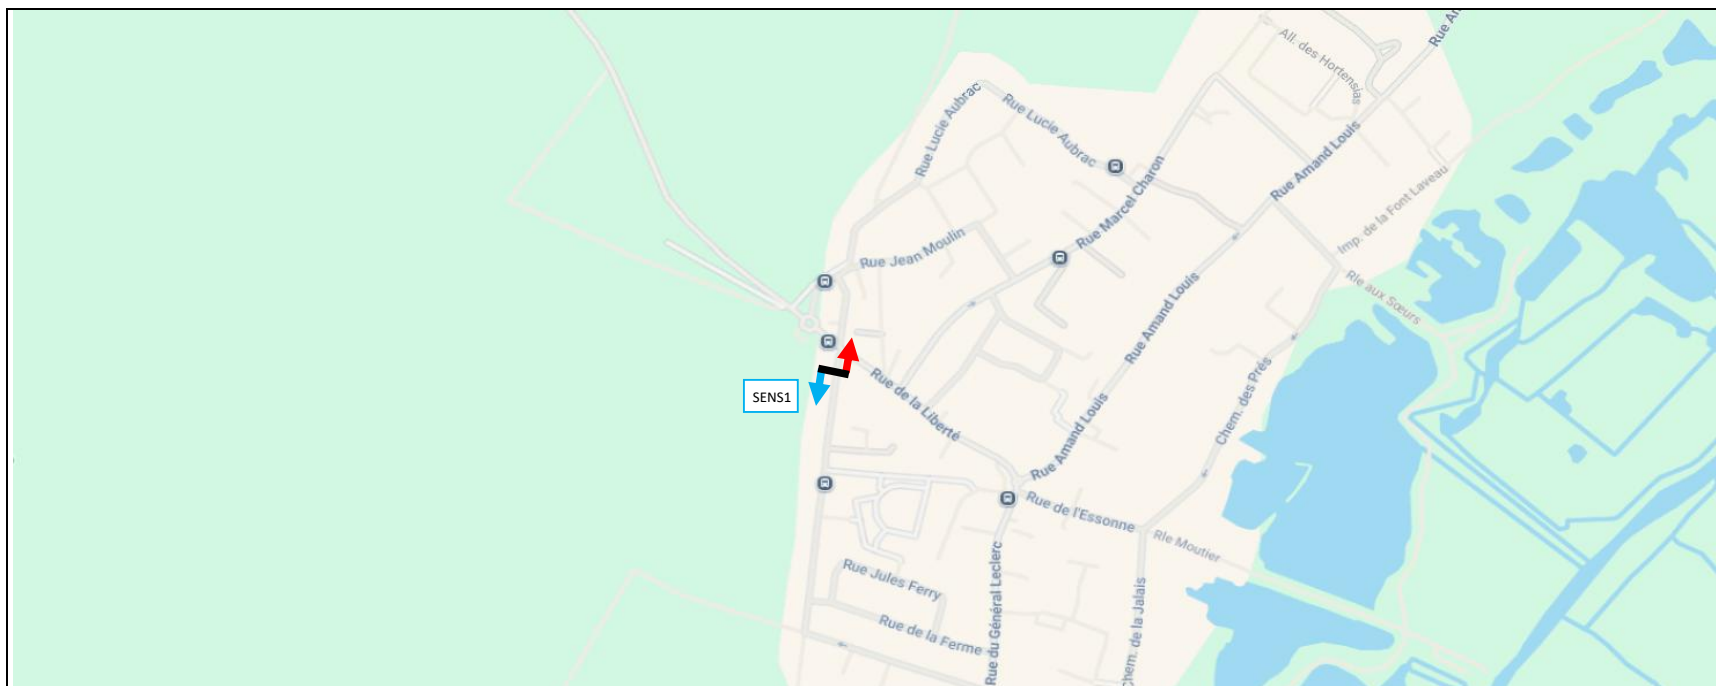 All. des Hortensias
Rue Lucie Aubrac
Rue Lucie Aubrac
Rue Amand Louis
Rue Marcel Charon
Imp. de la Font Laveau
Rue Jean Moulin
Rle aux Sœurs
Rue Amand Louis
SENS1
Rue de la Liberté
Chem. des Prés
Rue Amand Louis
Rue de l'Essonne
Rle Moutier
Rue Jules Ferry
Rue du Général Leclerc
Chem. de la Jalais
Rue de la Ferme